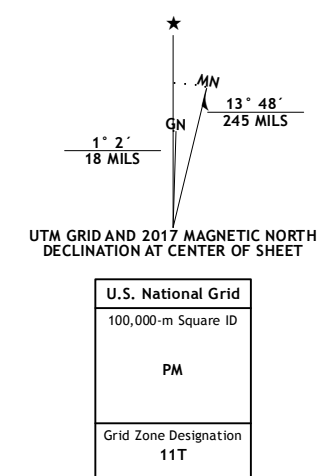 ★
MN
GN
1° 2´
18 MILS
13° 48´
245 MILS
UTM GRID AND 2017 MAGNETIC NORTH
DECLINATION AT CENTER OF SHEET
U.S. National Grid
100,000-m Square ID
PM
Grid Zone Designation
11T